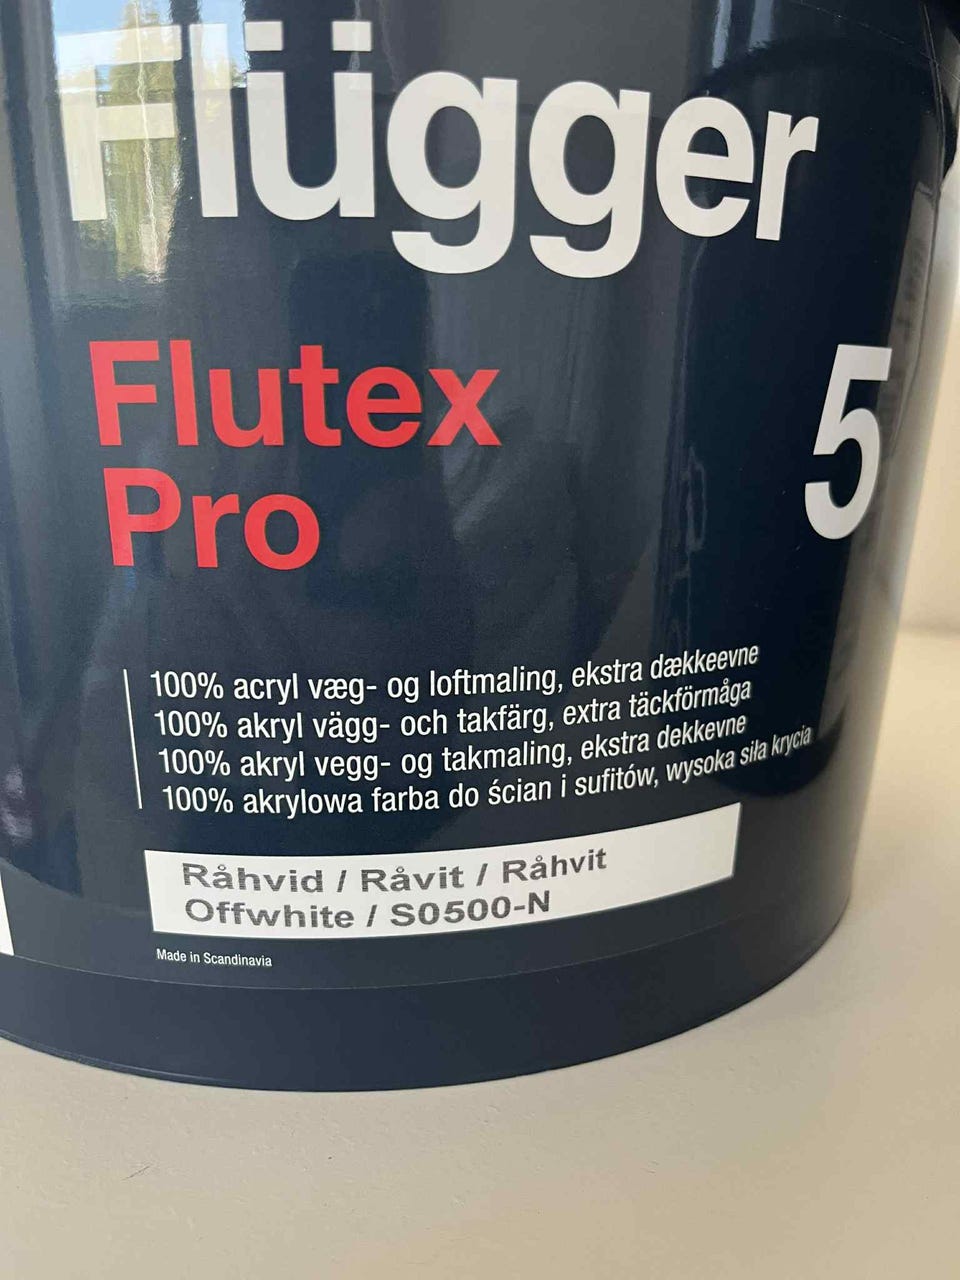 Flügger
Flutex
Pro
5
100% acryl væg- og loftmaling, ekstra dækkeevne
100% akryl vägg- och takfärg, extra täckförmåga
100% akryl vegg- og takmaling, ekstra dekkevne
100% akrylowa farba do ścian i sufitów, wysoka siła krycia
Råhvid / Råvit / Råhvit
Offwhite / S0500-N
Made in Scandinavia